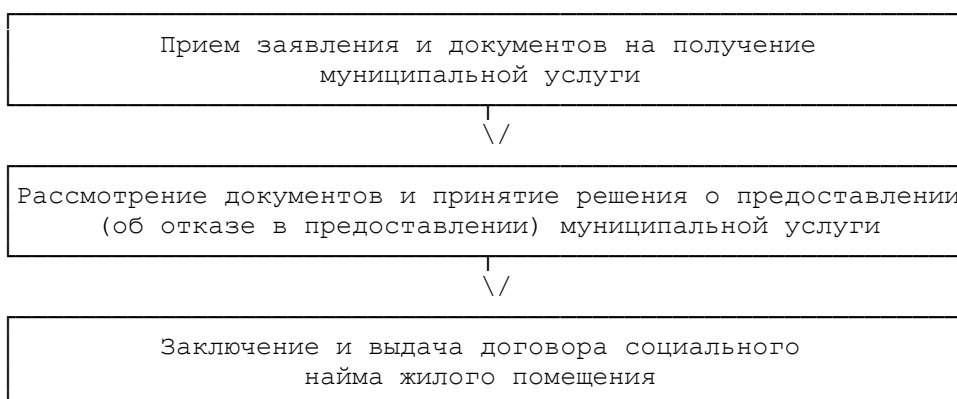 Прием заявления и документов на получение
муниципальной услуги
\/
Рассмотрение документов и принятие решения о предоставлении
(об отказе в предоставлении) муниципальной услуги
\/
Заключение и выдача договора социального
найма жилого помещения